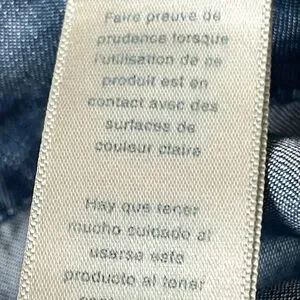 Faire preuve de
prudence lorsque
l'utilisation de ce
produit est en
contact avec des
surfaces de
couleur claire
Hay que tener
mucho cuidado al
usarse este
producto al tener